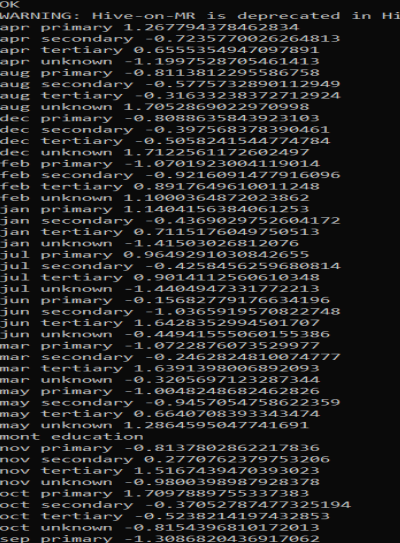 OK
WARNING: Hive-on-MR is deprecated in Hi
apr primary 1.267794378462834
apr secondary -0.7235770026264813
apr tertiary 0.6555354947097891
apr unknown -1.1997528705461413
aug primary -0.8113812295586758
aug secondary -0.5775732890112949
aug tertiary -0.31633238372712924
aug unknown 1.7052869022970998
dec primary -0.8088635843923103
dec secondary -0.397568378390461
dec tertiary -0.5058241544774784
dec unknown 1.7122561172602497
feb primary -1.0701923004119014
feb secondary -0.9216091477916096
feb tertiary 0.8917649610011248
feb unknown 1.1000364872023862
jan primary 1.1404156384061253
jan secondary -0.4369029752604172
jan tertiary 0.7115176049750513
jan unknown -1.41503026812076
jul primary 0.9649291030842655
jul secondary -0.4258456259680814
jul tertiary 0.9014112560610348
jul unknown -1.4404947331772213
jun primary -0.15682779176634196
jun secondary -1.0365919570822748
jun tertiary 1.6428352994501707
jun unknown -0.44941555060155386
mar primary -1.0722876073529977
mar secondary -0.2462824810074777
mar tertiary 1.6391398006892093
mar unknown -0.3205697123287344
may primary -1.0048248682462826
may secondary -0.9457054758622359
may tertiary 0.6640708393343474
may unknown 1.2864595047741691
mont education
nov primary -0.8137802862217836
nov secondary 0.2770762379753206
nov tertiary 1.5167439470393023
nov unknown -0.9800398987928378
oct primary 1.7097889755337383
oct secondary -0.37052787477325194
oct tertiary -0.5238214197432853
oct unknown -0.8154396810172013
sep primary -1.3086820436917062